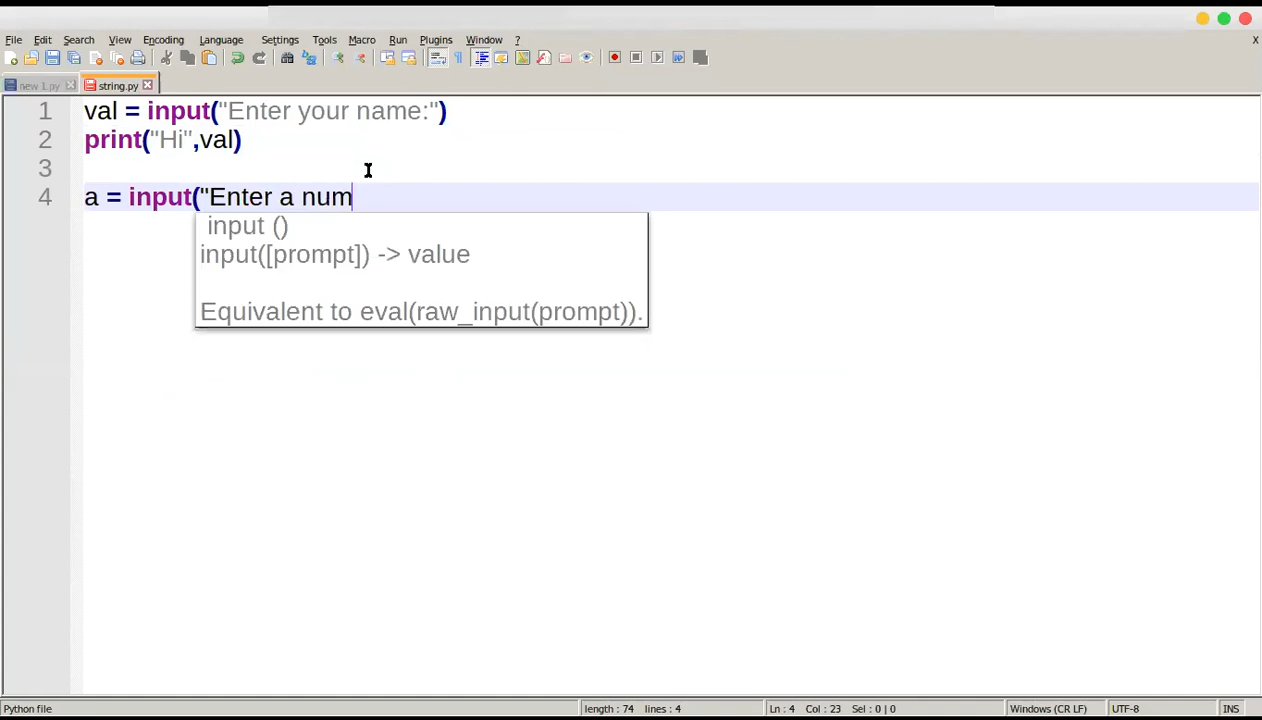 File Edit Search View Encoding Language Settings Tools Macro Run Plugins Window ? X
new 1.py string.py
1 val = input("Enter your name:")
2 print("Hi",val)
3
4 a = input("Enter a num
input ()
input([prompt]) -> value
Equivalent to eval(raw_input(prompt)).
Python file length : 74 lines : 4 Ln : 4 Col : 23 Sel : 0 | 0 Windows (CR LF) UTF-8 INS